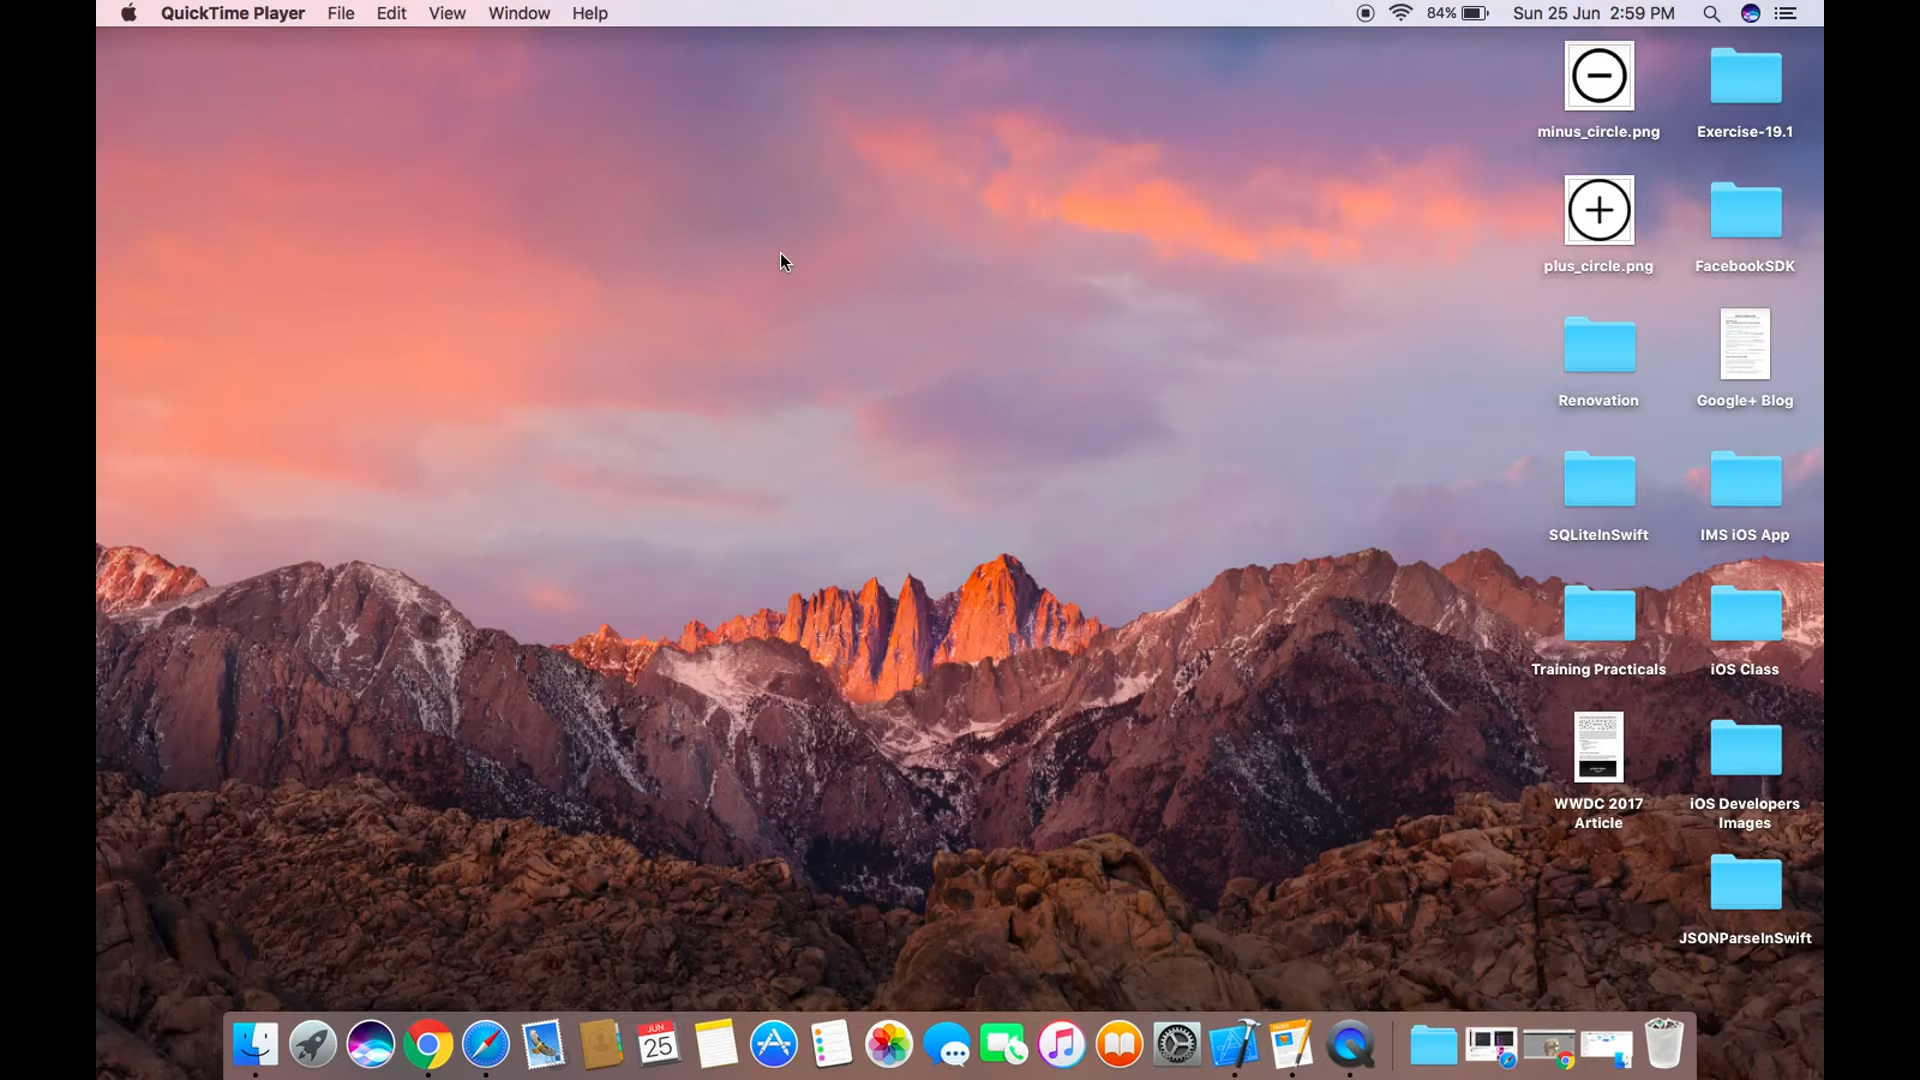 QuickTime Player File Edit View Window Help 84% Sun 25 Jun 2:59 PM
minus_circle.png
Exercise-19.1
plus_circle.png
FacebookSDK
Renovation
Google+ Blog
SQLiteInSwift
IMS iOS App
Training Practicals
iOS Class
WWDC 2017
Article
iOS Developers
Images
JSONParseInSwift
JUN
25